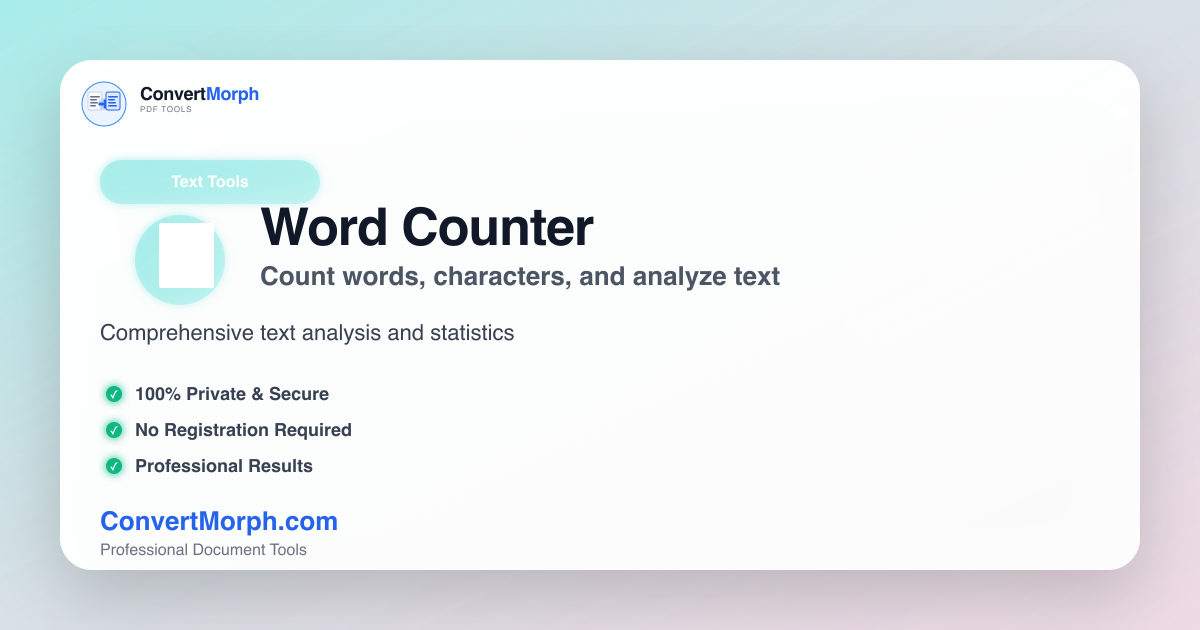 ConvertMorph
PDF TOOLS
Text Tools
Word Counter
Count words, characters, and analyze text
Comprehensive text analysis and statistics
100% Private & Secure
No Registration Required
Professional Results
ConvertMorph.com
Professional Document Tools